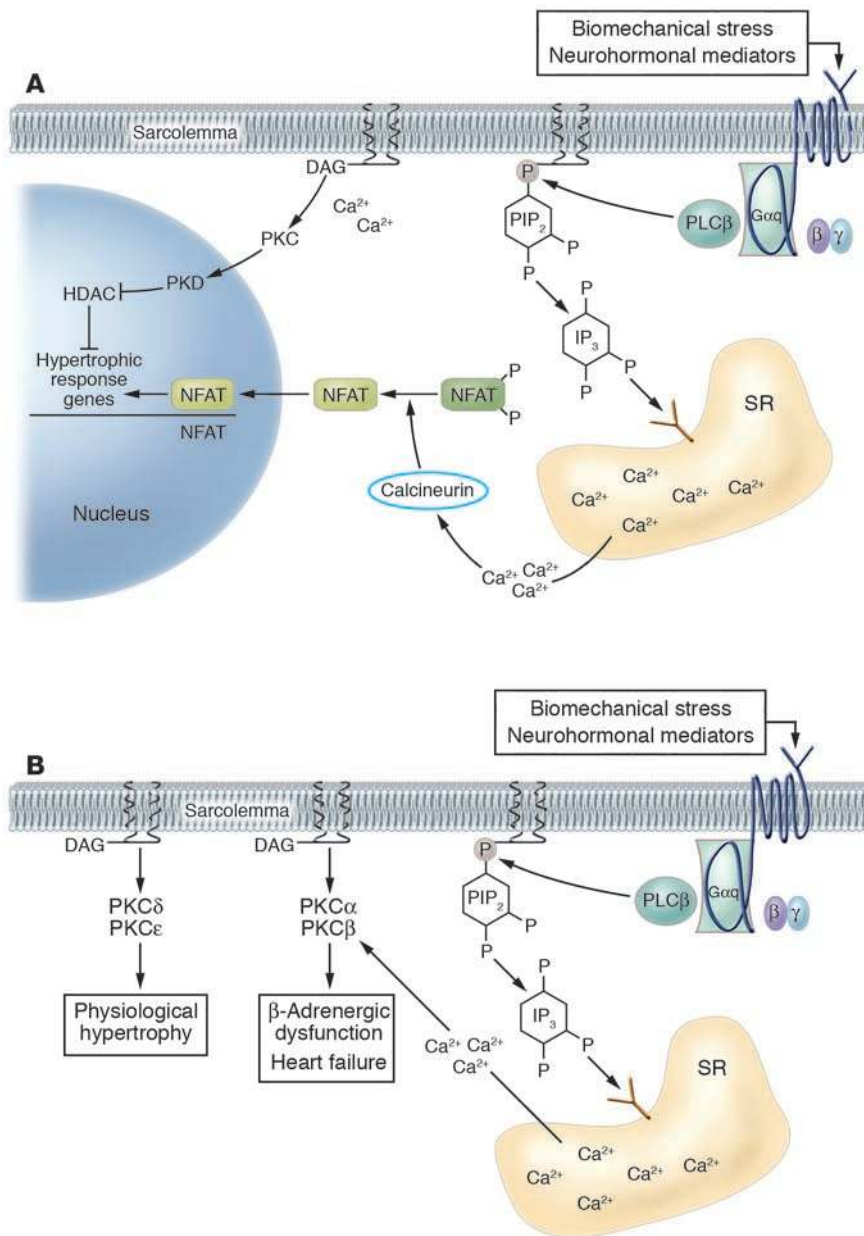 Biomechanical stress
Neurohormonal mediators
A
Sarcolemma
DAG
Ca²⁺
Ca²⁺
PKC
PKD
HDAC
Hypertrophic
response
genes
NFAT
NFAT
NFAT
P
P
NFAT
Nucleus
Calcineurin
Ca²⁺ Ca²⁺
Ca²⁺
P
PIP₂
P
P
PLCβ
Gαq
β γ
P
IP₃
P
P
SR
Ca²⁺
Ca²⁺ Ca²⁺ Ca²⁺
Ca²⁺
Biomechanical stress
Neurohormonal mediators
B
Sarcolemma
DAG
DAG
PKCδ
PKCε
Physiological
hypertrophy
PKCα
PKCβ
β-Adrenergic
dysfunction
Heart failure
Ca²⁺ Ca²⁺
Ca²⁺
P
PIP₂
P
P
PLCβ
Gαq
β γ
P
IP₃
P
P
SR
Ca²⁺
Ca²⁺ Ca²⁺ Ca²⁺
Ca²⁺